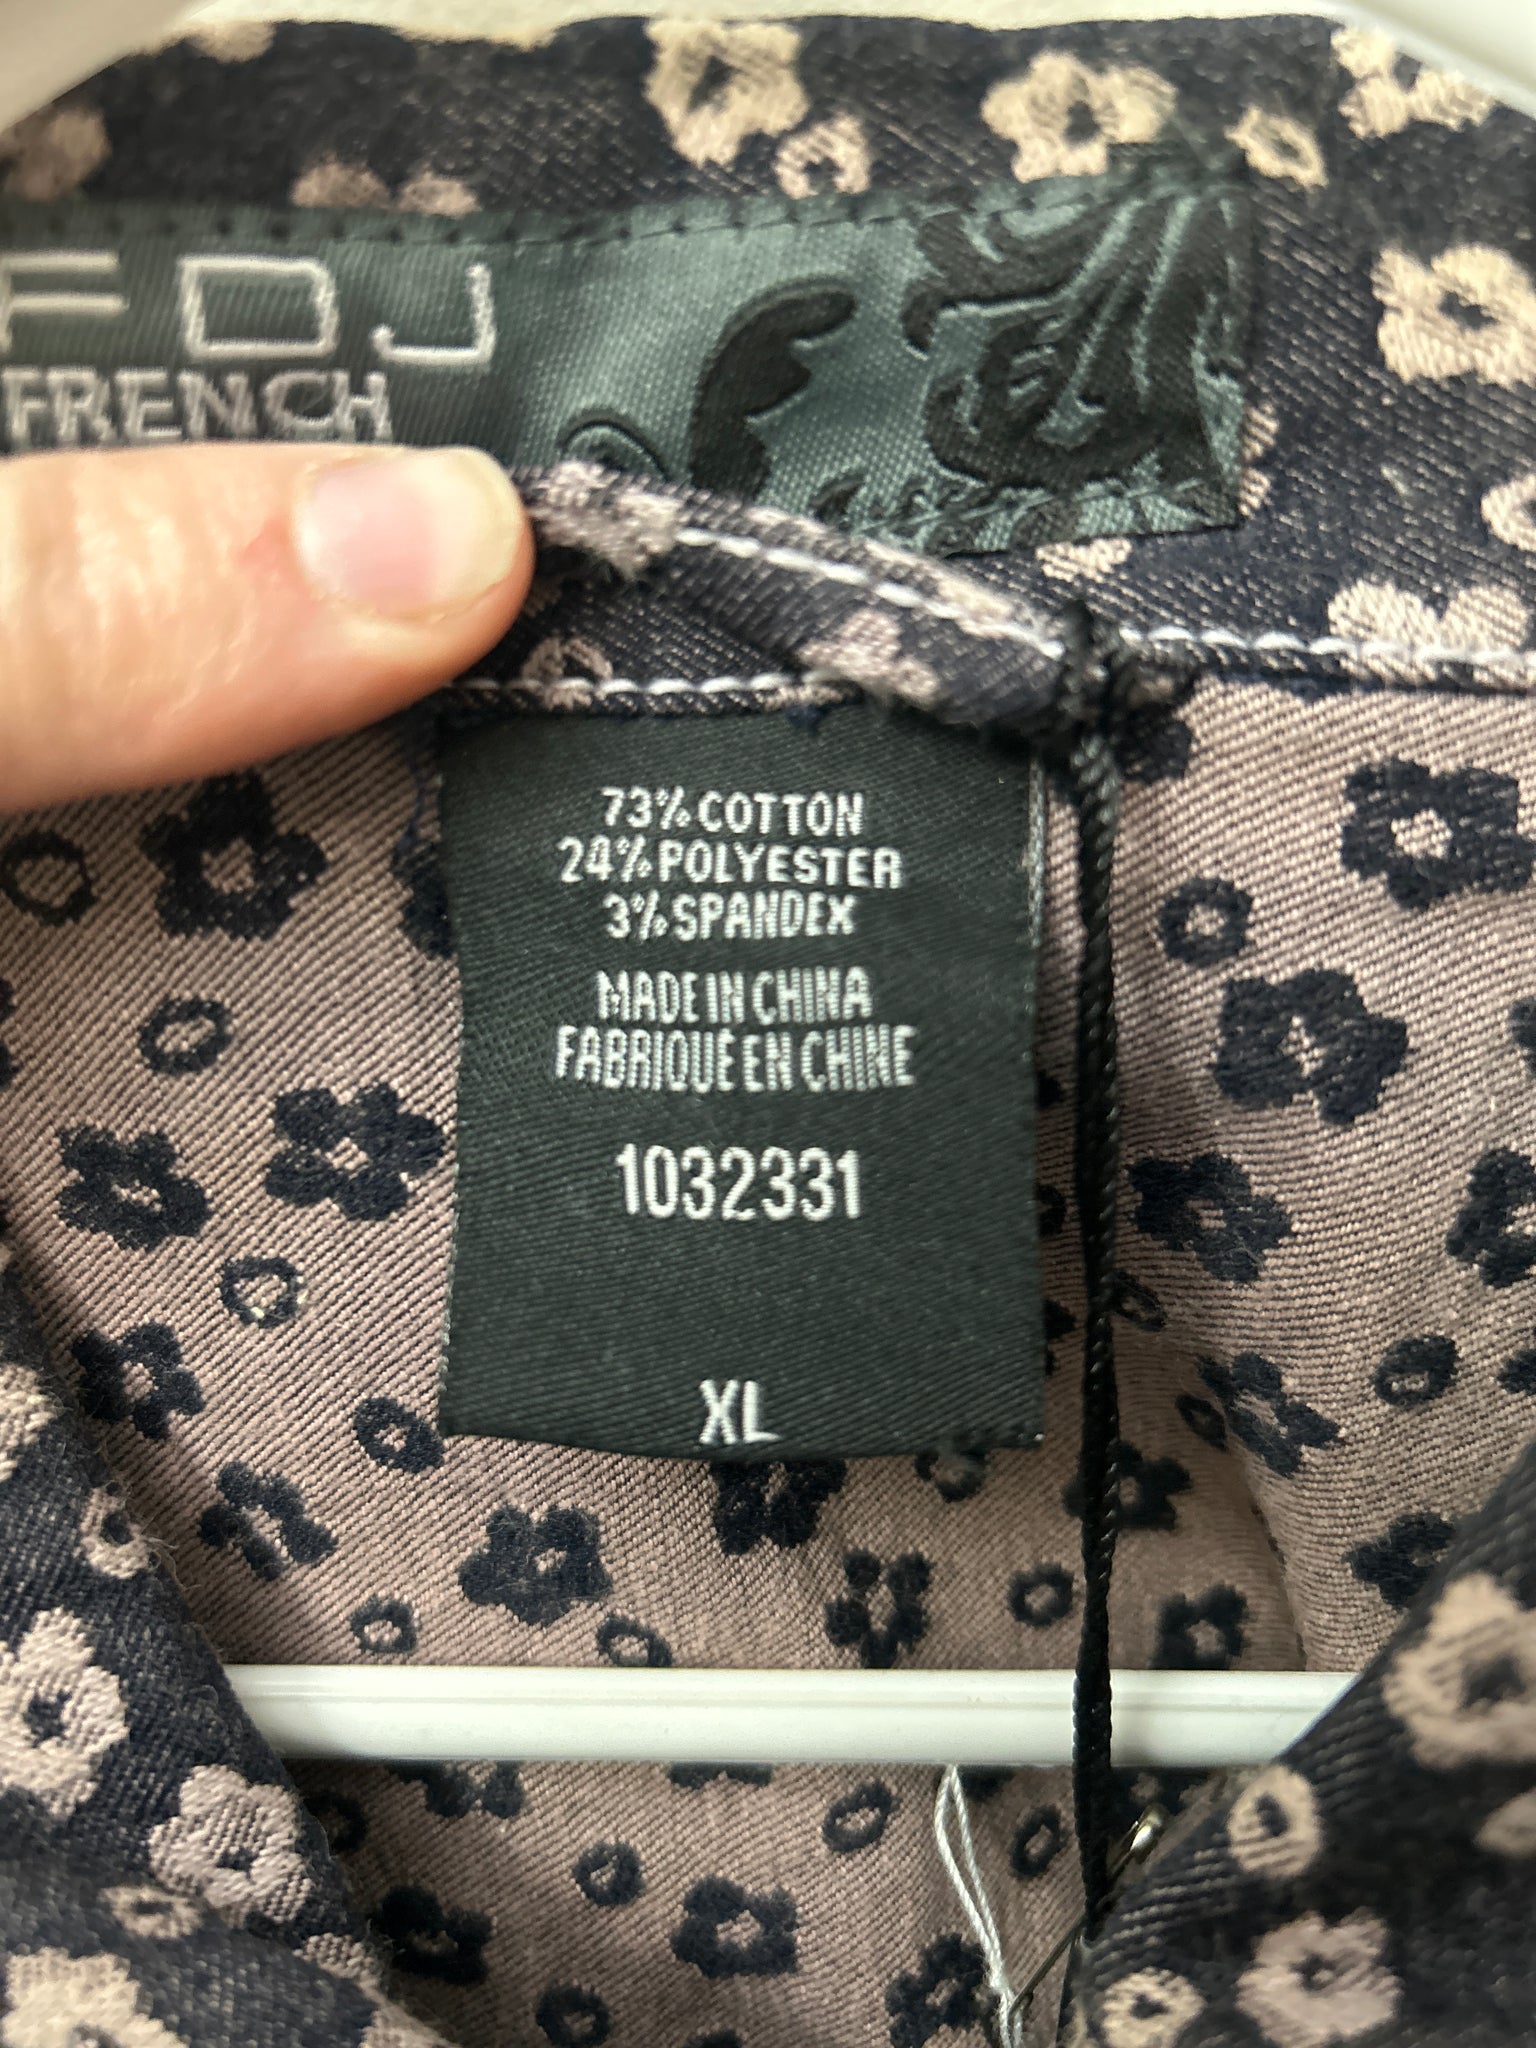 FDJ
FRENCH
73% COTTON
24% POLYESTER
3% SPANDEX
MADE IN CHINA
FABRIQUÉ EN CHINE
1032331
XL